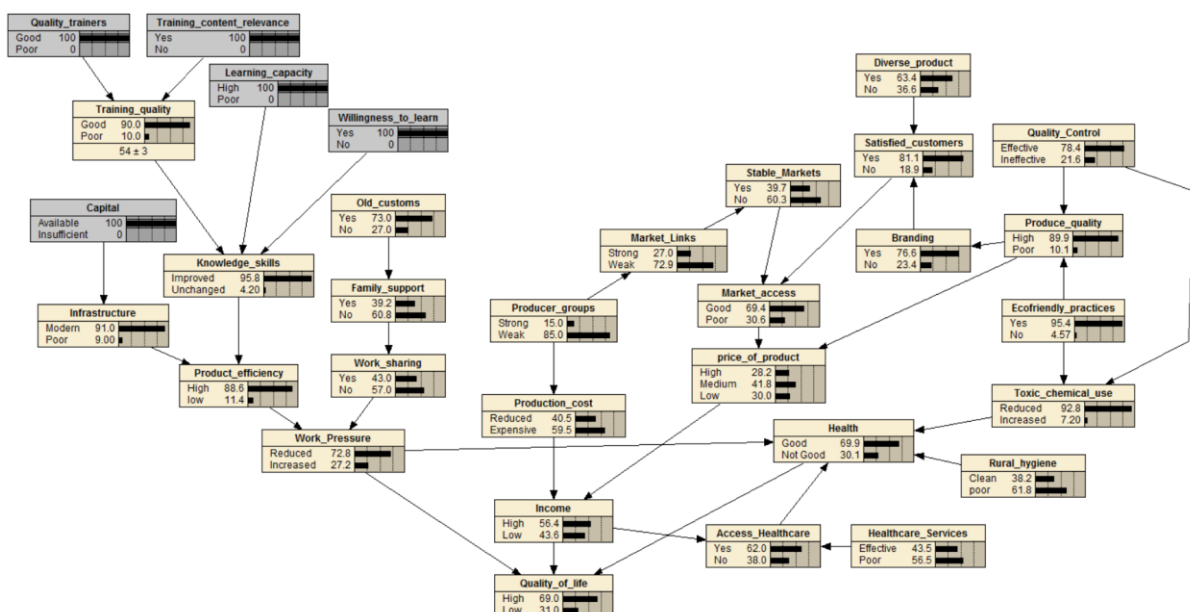 Quality_trainers
Good 100
Poor 0
Training_content_relevance
Yes 100
No 0
Learning_capacity
High 100
Poor 0
Training_quality
Good 90.0
Poor 10.0
54 ± 3
Willingness_to_learn
Yes 100
No 0
Diverse_product
Yes 63.4
No 36.6
Quality_Control
Effective 78.4
Ineffective 21.6
Satisfied_customers
Yes 81.1
No 18.9
Stable_Markets
Yes 39.7
No 60.3
Capital
Available 100
Insufficient 0
Old_customs
Yes 73.0
No 27.0
Market_Links
Strong 27.0
Weak 72.9
Branding
Yes 76.6
No 23.4
Produce_quality
High 89.9
Poor 10.1
Knowledge_skills
Improved 95.8
Unchanged 4.20
Family_support
Yes 39.2
No 60.8
Market_access
Good 69.4
Poor 30.6
Infrastructure
Modern 91.0
Poor 9.00
Producer_groups
Strong 15.0
Weak 85.0
Ecofriendly_practices
Yes 95.4
No 4.57
Product_efficiency
High 88.6
low 11.4
Work_sharing
Yes 43.0
No 57.0
price_of_product
High 28.2
Medium 41.8
Low 30.0
Production_cost
Reduced 40.5
Expensive 59.5
Toxic_chemical_use
Reduced 92.8
Increased 7.20
Work_Pressure
Reduced 72.8
Increased 27.2
Health
Good 69.9
Not Good 30.1
Rural_hygiene
Clean 38.2
poor 61.8
Income
High 56.4
Low 43.6
Access_Healthcare
Yes 62.0
No 38.0
Healthcare_Services
Effective 43.5
Poor 56.5
Quality_of_life
High 69.0
Low 31.0